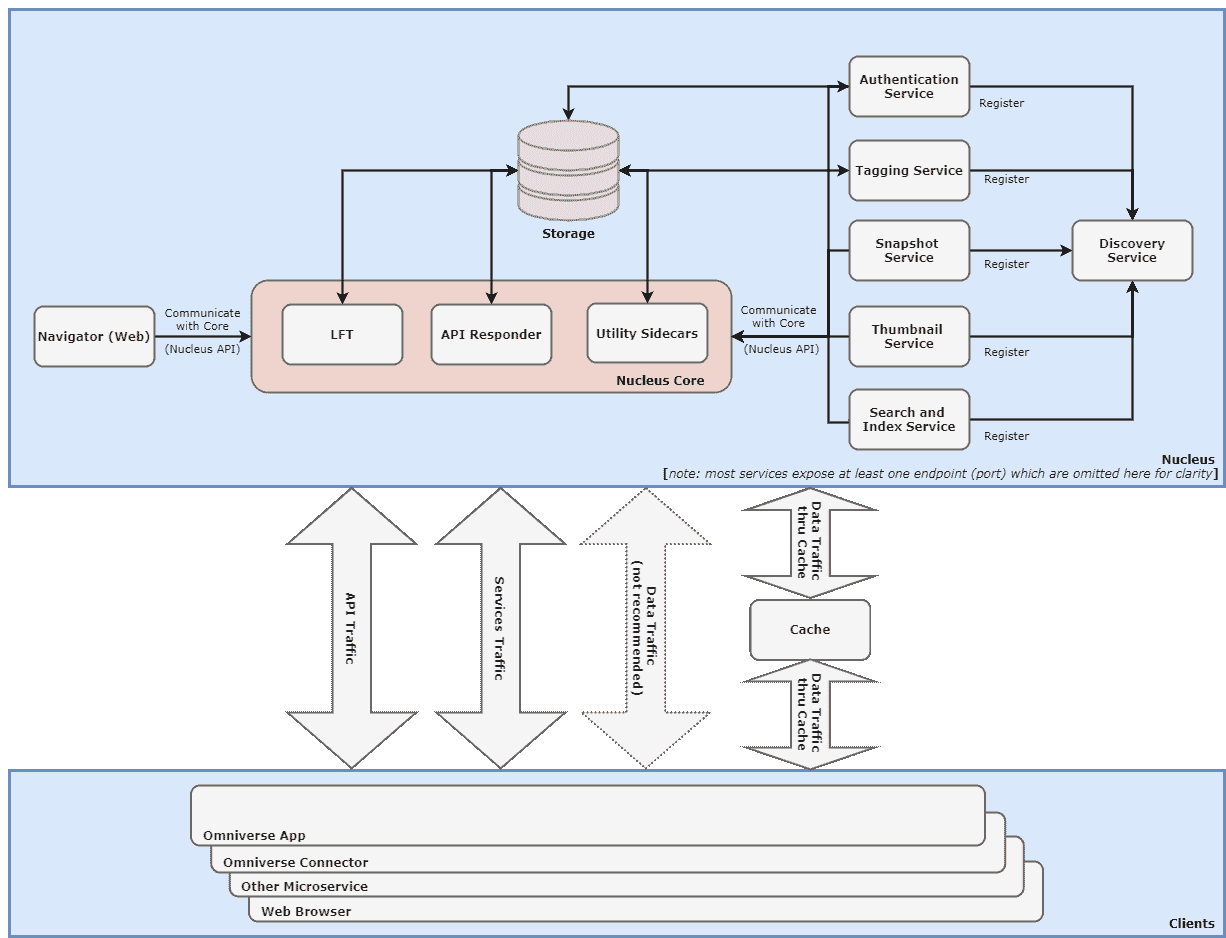 Authentication
Service
Register
Tagging Service
Register
Storage
Snapshot
Service
Register
Discovery
Service
Navigator (Web)
Communicate
with Core
(Nucleus API)
LFT
API Responder
Utility Sidecars
Nucleus Core
Communicate
with Core
(Nucleus API)
Thumbnail
Service
Register
Search and
Index Service
Register
Nucleus
[note: most services expose at least one endpoint (port) which are omitted here for clarity]
API Traffic
Services Traffic
Data Traffic
(not recommended)
Data Traffic
thru Cache
Cache
Data Traffic
thru Cache
Omniverse App
Omniverse Connector
Other Microservice
Web Browser
Clients